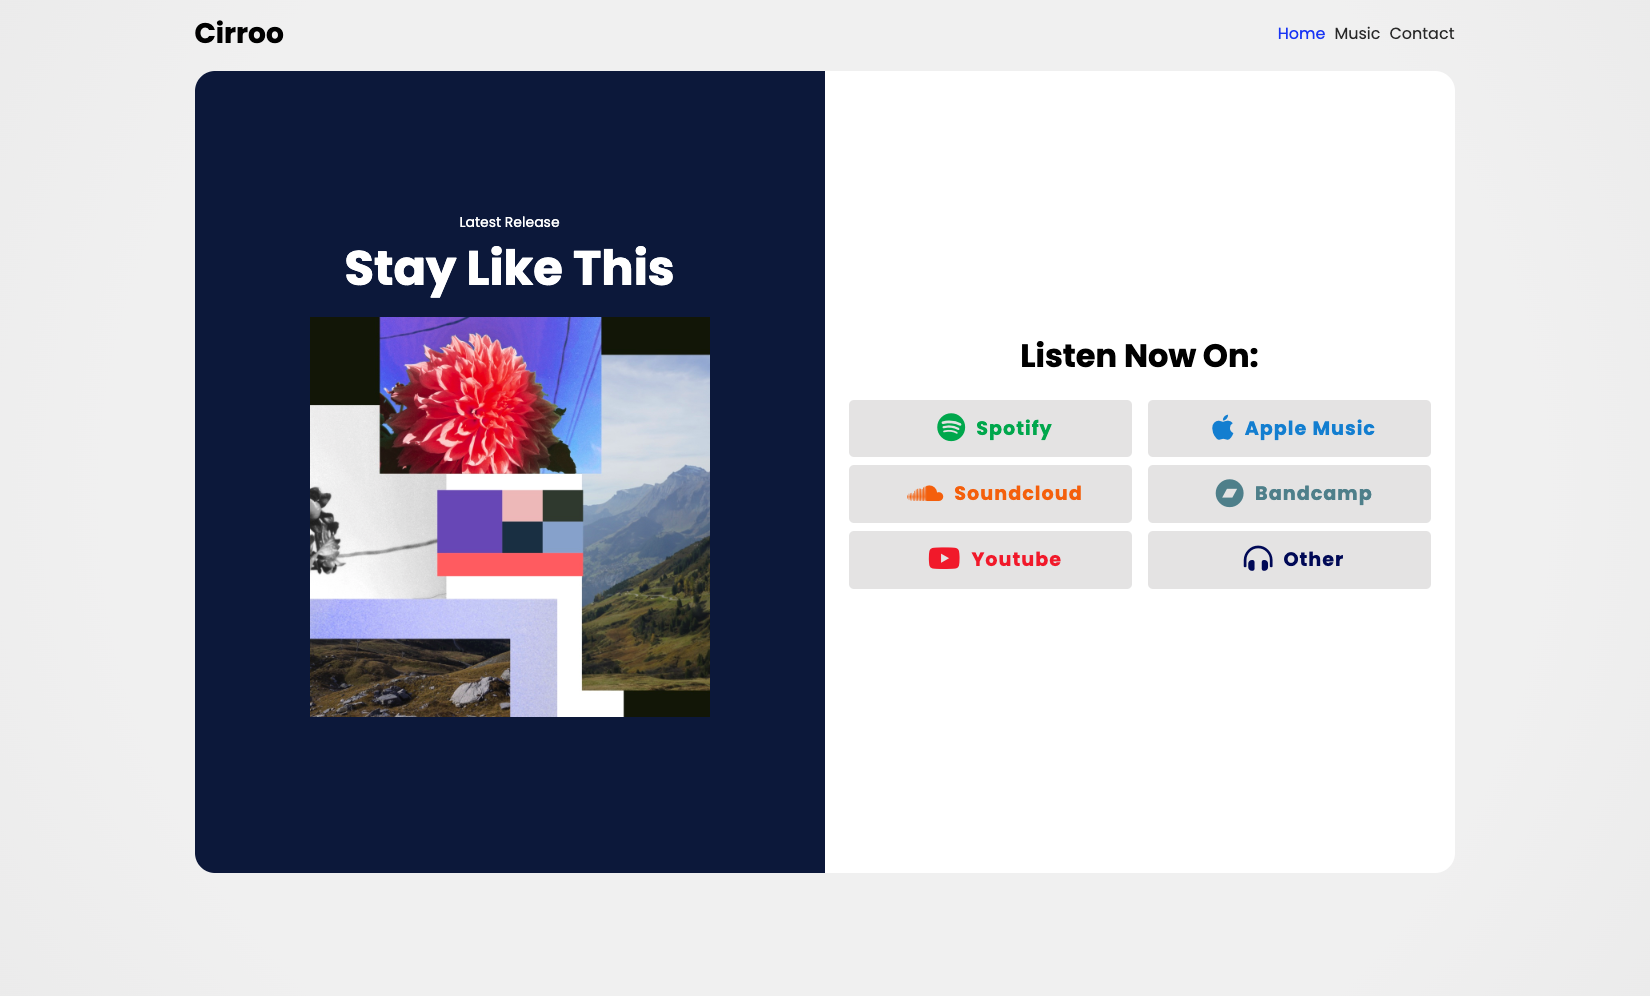 Cirroo
Home Music Contact
Latest Release
Stay Like This
Listen Now On:
Spotify
Apple Music
Soundcloud
Bandcamp
Youtube
Other